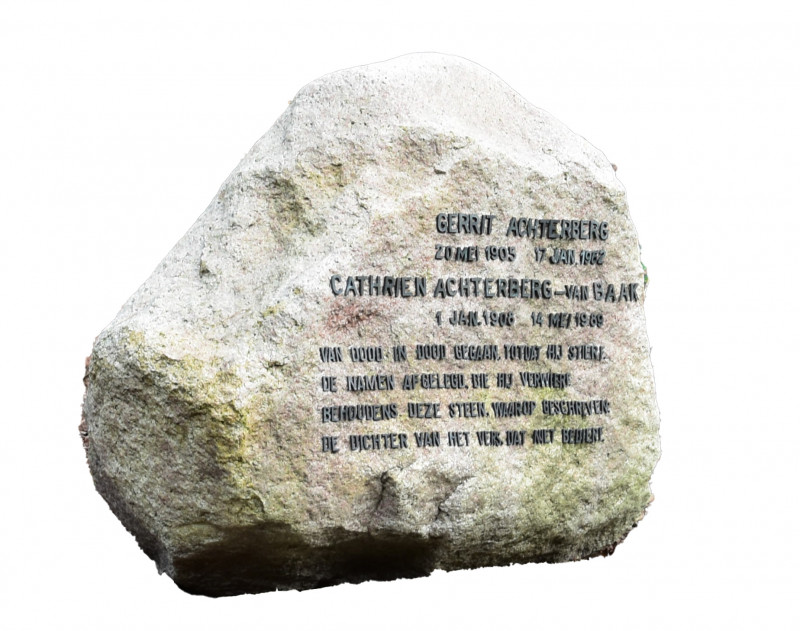 GERRIT ACHTERBERG
20 MEI 1905 17 JAN. 1962
CATHRIEN ACHTERBERG-VAN BAAK
1 JAN. 1908 14 MEI 1989
VAN DOOD IN DOOD GEGAAN, TOTDAT HIJ STIERF.
DE NAMEN AFGELEGD, DIE HIJ VERWIERF.
BEHOUDENS DEZE STEEN, WAAROP GESCHREVEN:
DE DICHTER VAN HET VERS, DAT NIET BEDIERF.